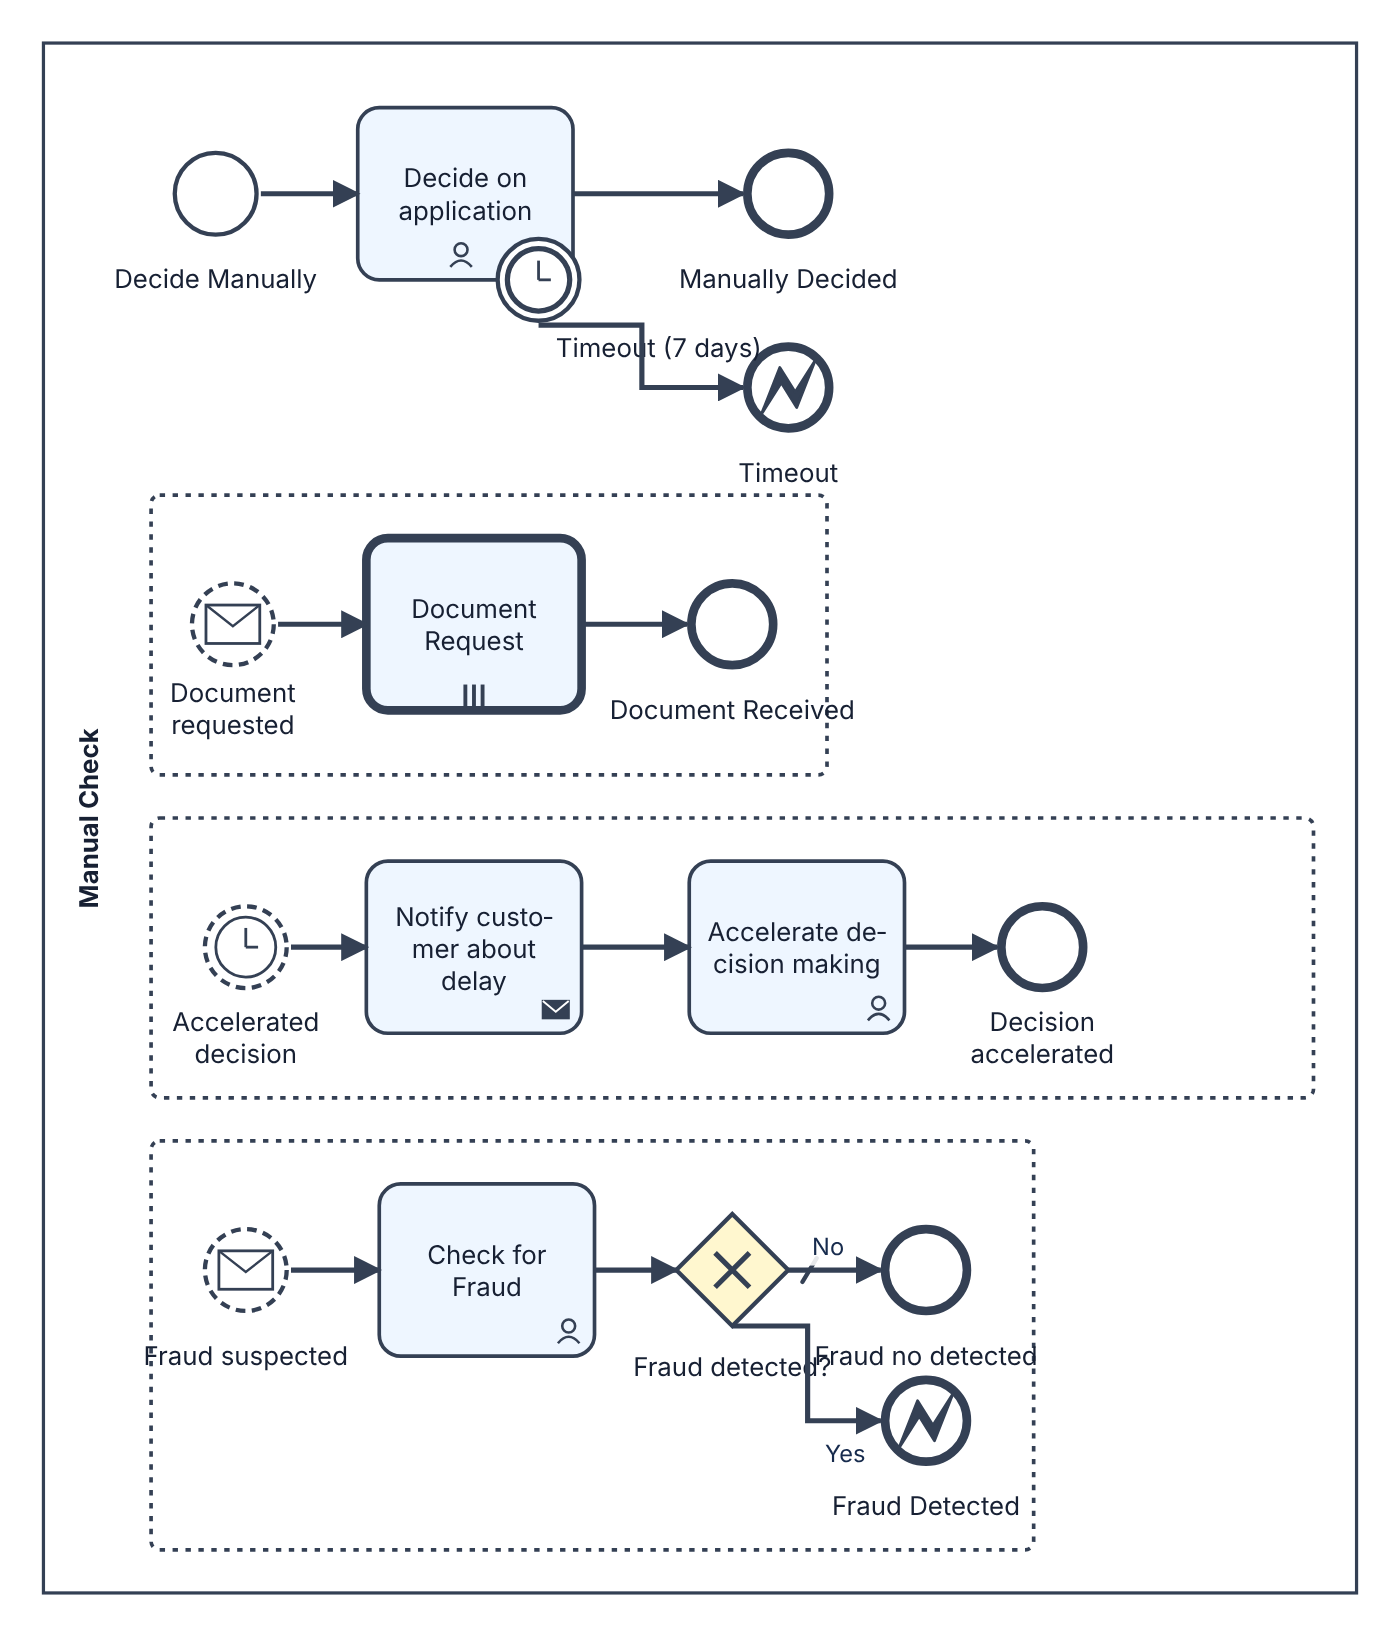 Manual Check
Decide Manually
Decide on
application
Manually Decided
Timeout (7 days)
Timeout
Document
requested
Document
Request
Document Received
Accelerated
decision
Notify custo-
mer about
delay
Accelerate de-
cision making
Decision
accelerated
Fraud suspected
Check for
Fraud
Fraud detected?
No
Fraud no detected
Yes
Fraud Detected